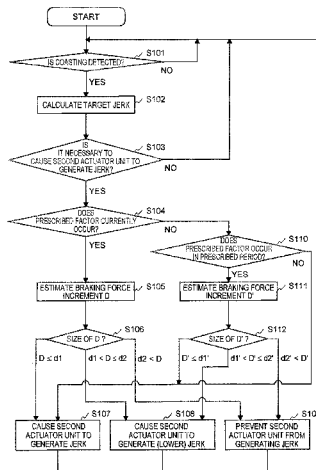 START
S101
IS COASTING DETECTED?
NO
YES
S102
CALCULATE TARGET JERK
S103
IS
IT NECESSARY TO
CAUSE SECOND ACTUATOR UNIT TO
GENERATE JERK?
NO
YES
S104
DOES
PRESCRIBED FACTOR CURRENTLY
OCCUR?
YES
NO
S110
DOES
PRESCRIBED FACTOR OCCUR
IN PRESCRIBED PERIOD?
NO
YES
S105
ESTIMATE BRAKING FORCE
INCREMENT D
S111
ESTIMATE BRAKING FORCE
INCREMENT D'
S106
SIZE OF D ?
S112
SIZE OF D' ?
D ≤ d1
d1 < D ≤ d2
d2 < D
D' ≤ d1'
d1' < D' ≤ d2'
d2' < D'
S107
CAUSE SECOND
ACTUATOR UNIT TO
GENERATE JERK
S108
CAUSE SECOND
ACTUATOR UNIT TO
GENERATE (LOWER) JERK
S10
PREVENT SECOND
ACTUATOR UNIT FROM
GENERATING JERK